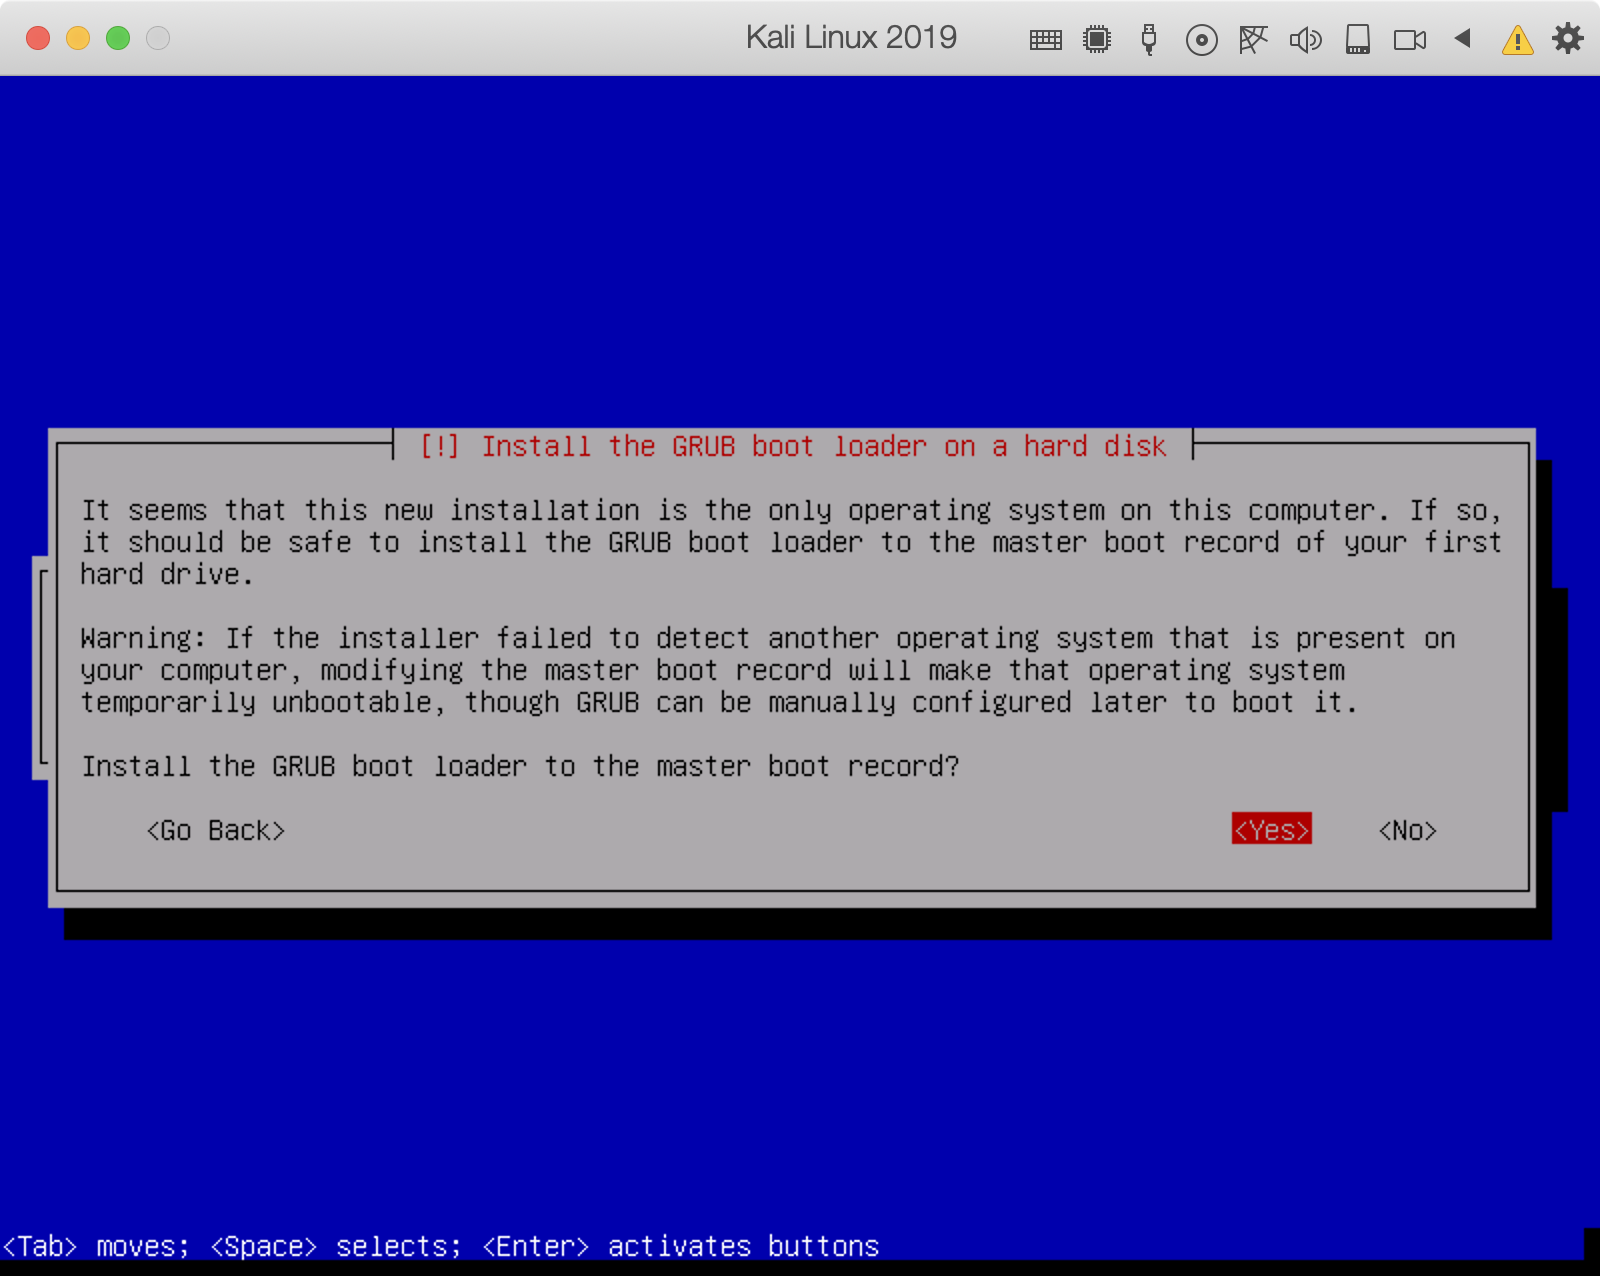 Kali Linux 2019
[!] Install the GRUB boot loader on a hard disk
It seems that this new installation is the only operating system on this computer. If so,
it should be safe to install the GRUB boot loader to the master boot record of your first
hard drive.
Warning: If the installer failed to detect another operating system that is present on
your computer, modifying the master boot record will make that operating system
temporarily unbootable, though GRUB can be manually configured later to boot it.
Install the GRUB boot loader to the master boot record?
<Go Back> <Yes> <No>
<Tab> moves; <Space> selects; <Enter> activates buttons